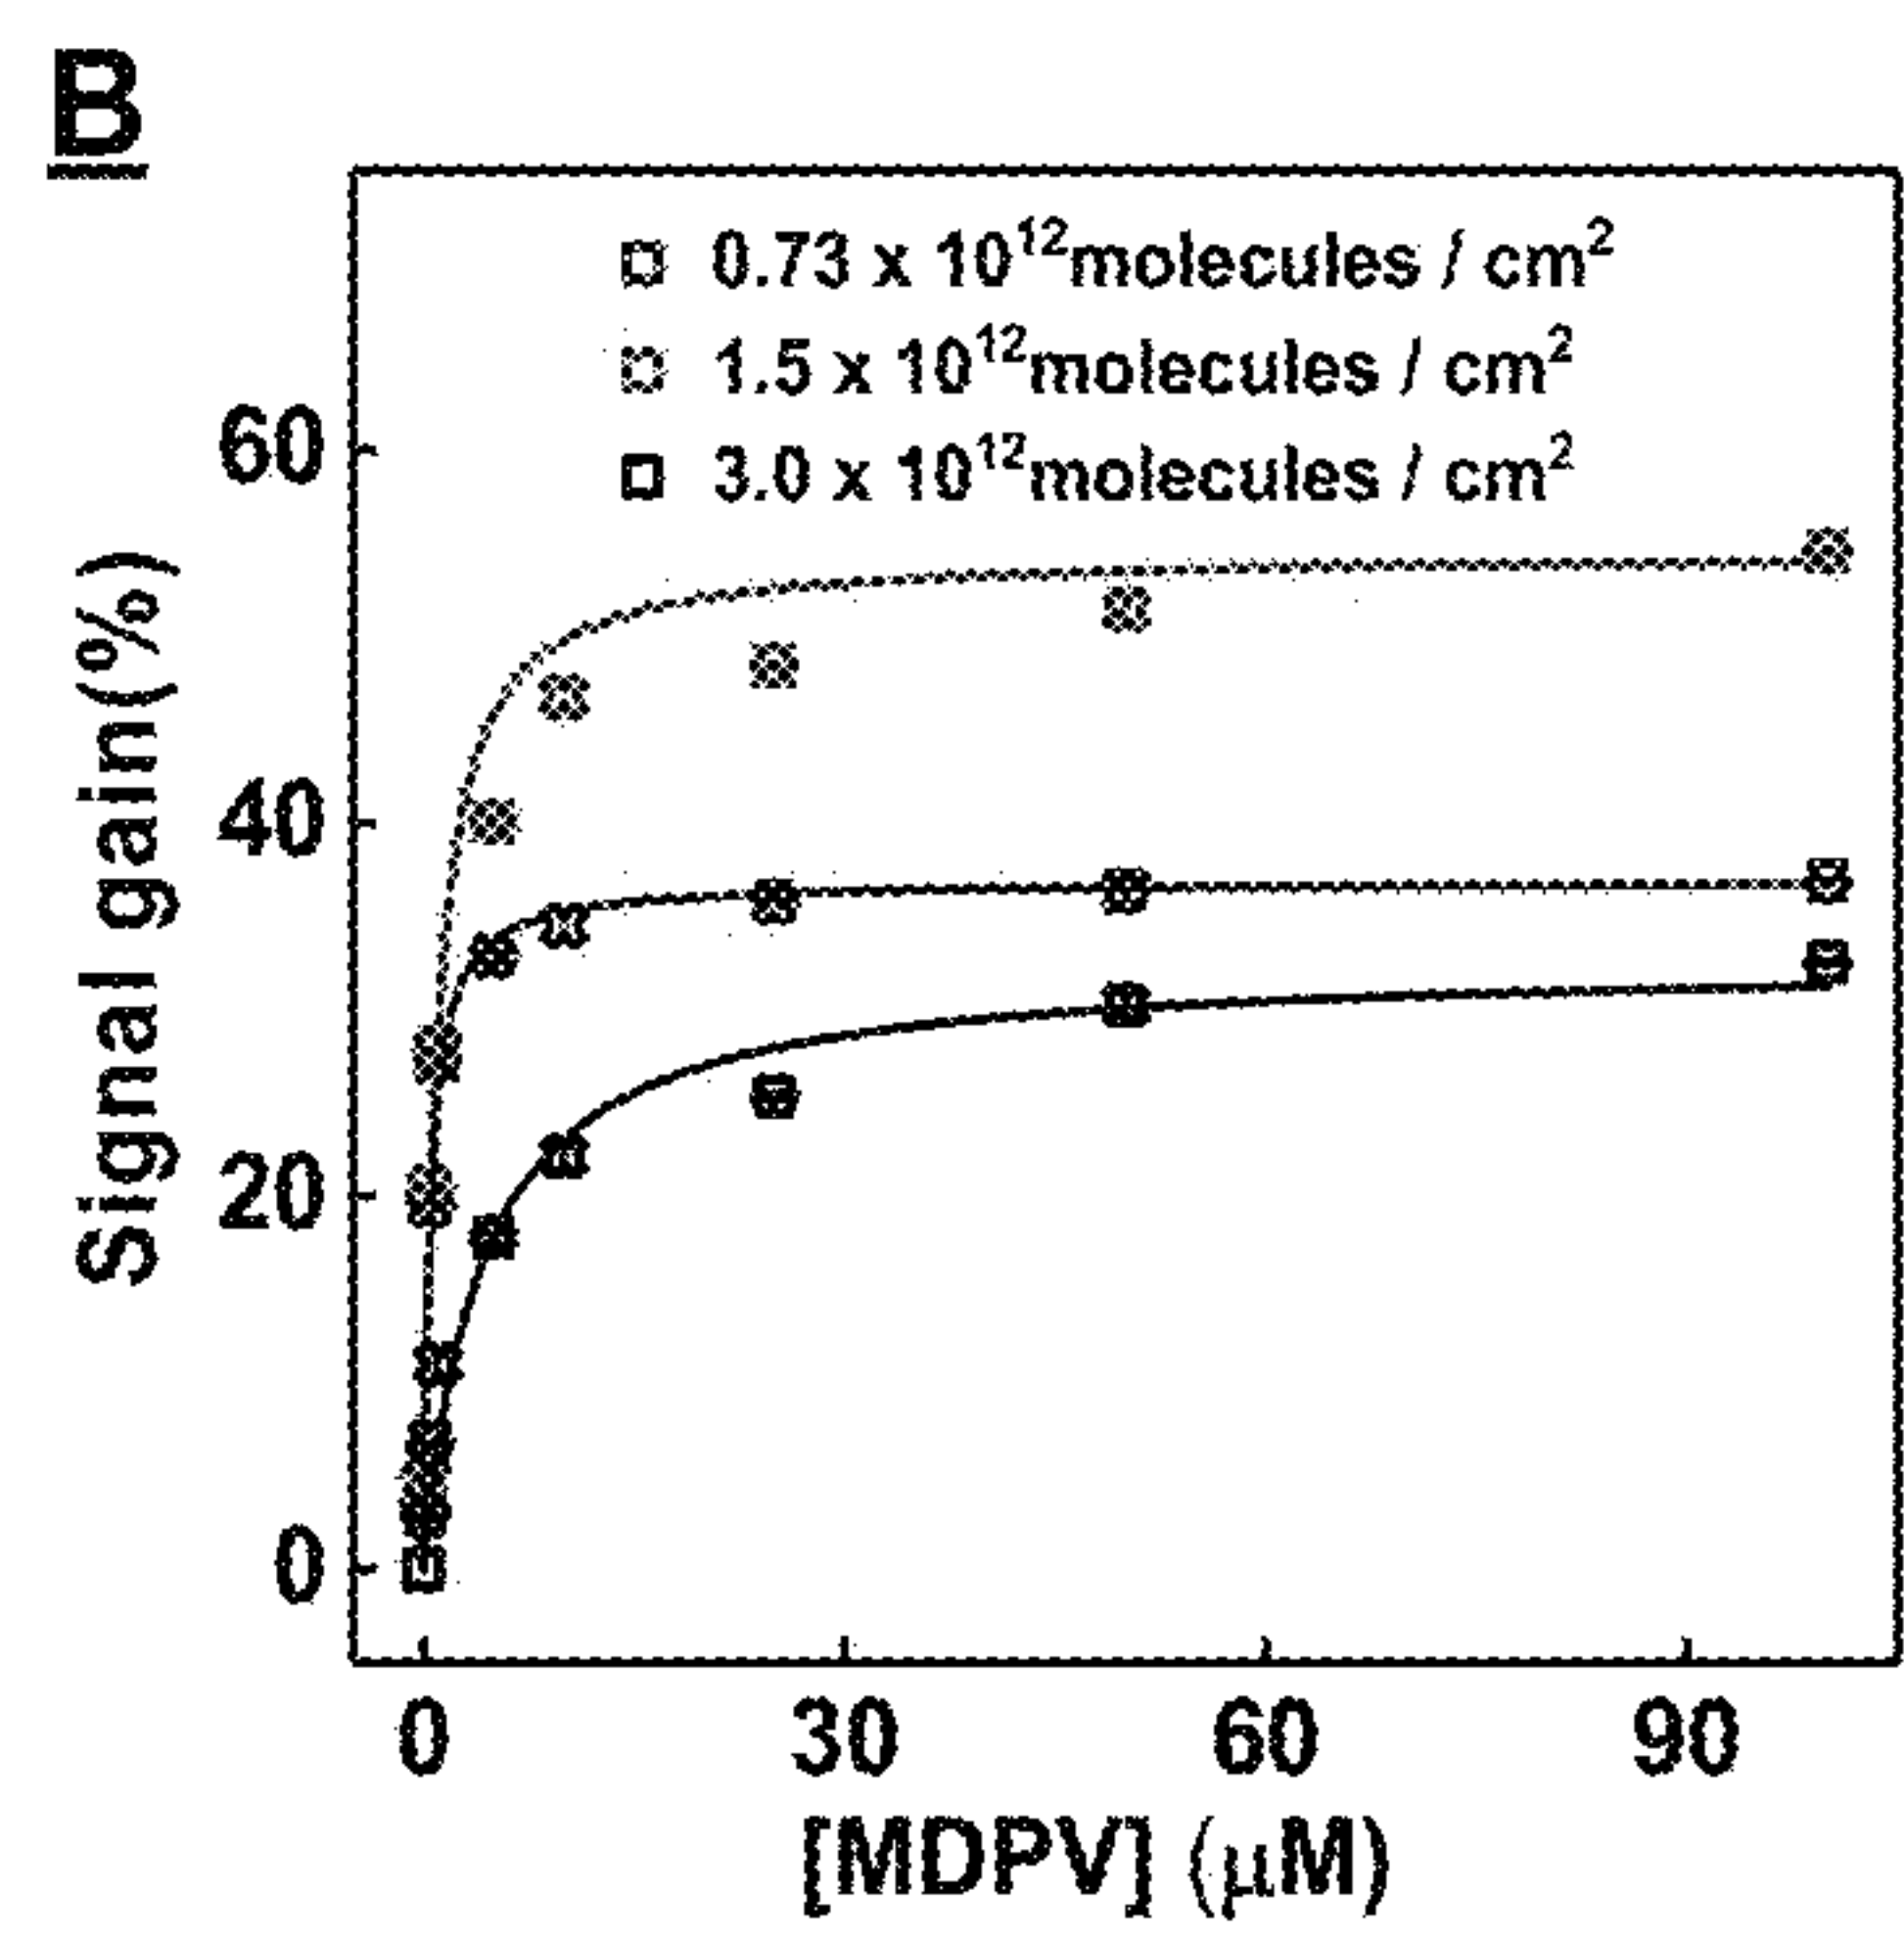 B
0.73 x 10¹²molecules / cm²
1.5 x 10¹²molecules / cm²
3.0 x 10¹²molecules / cm²
Signal gain(%)
60
40
20
0
0 30 60 90
[MDPV] (μM)